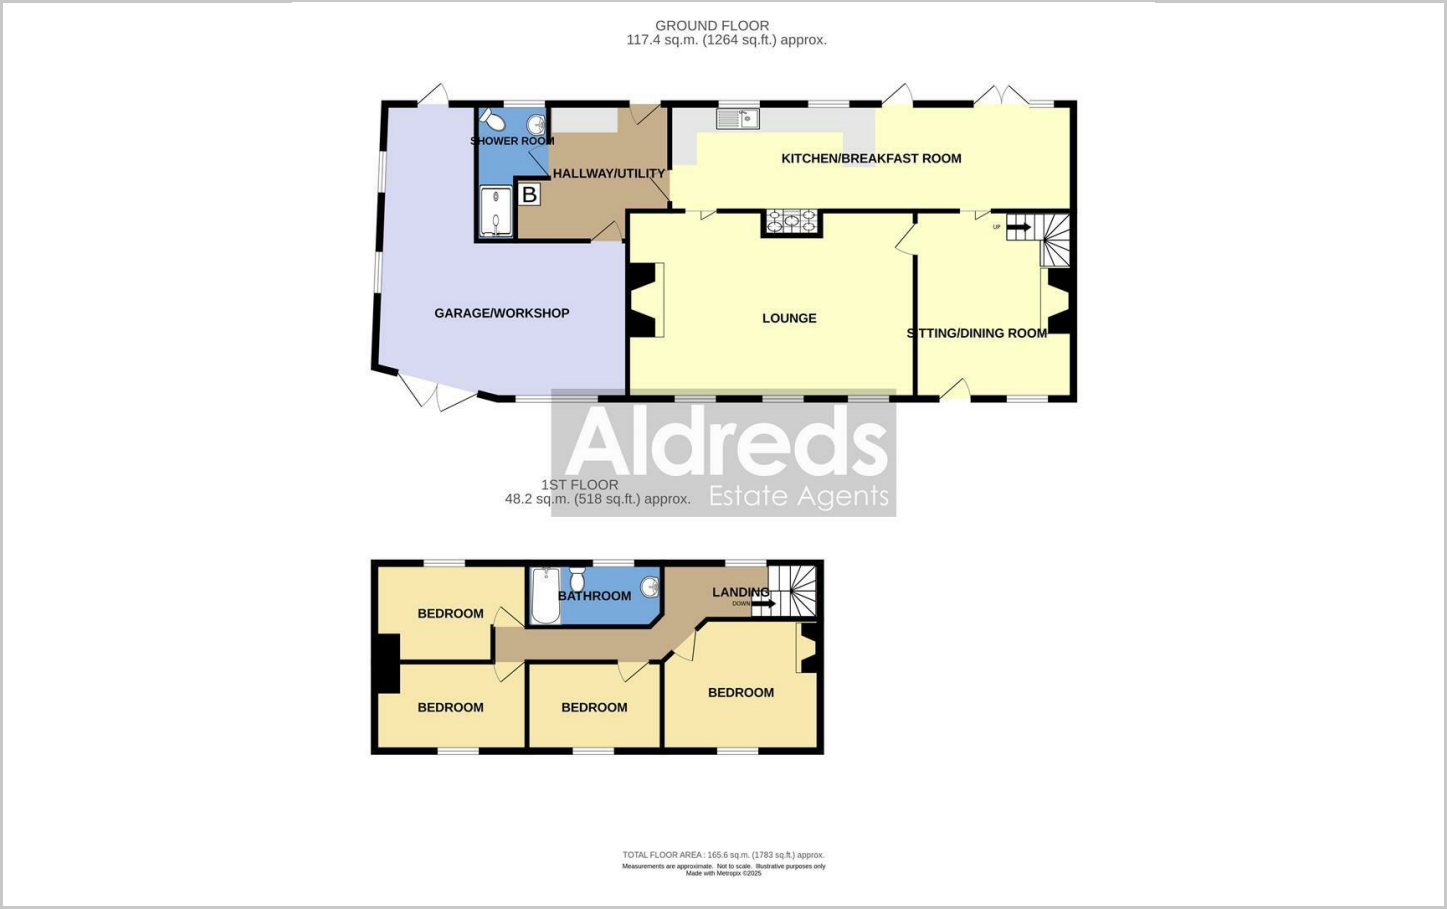 GROUND FLOOR
117.4 sq.m. (1264 sq.ft.) approx.
SHOWER ROOM
HALLWAY/UTILITY
B
KITCHEN/BREAKFAST ROOM
UP
GARAGE/WORKSHOP
LOUNGE
SITTING/DINING ROOM
Aldreds
Estate Agents
1ST FLOOR
48.2 sq.m. (518 sq.ft.) approx.
BEDROOM
BATHROOM
LANDING
DOWN
BEDROOM
BEDROOM
BEDROOM
TOTAL FLOOR AREA : 165.6 sq.m. (1783 sq.ft.) approx.
Measurements are approximate. Not to scale. Illustrative purposes only
Made with Metropix ©2025